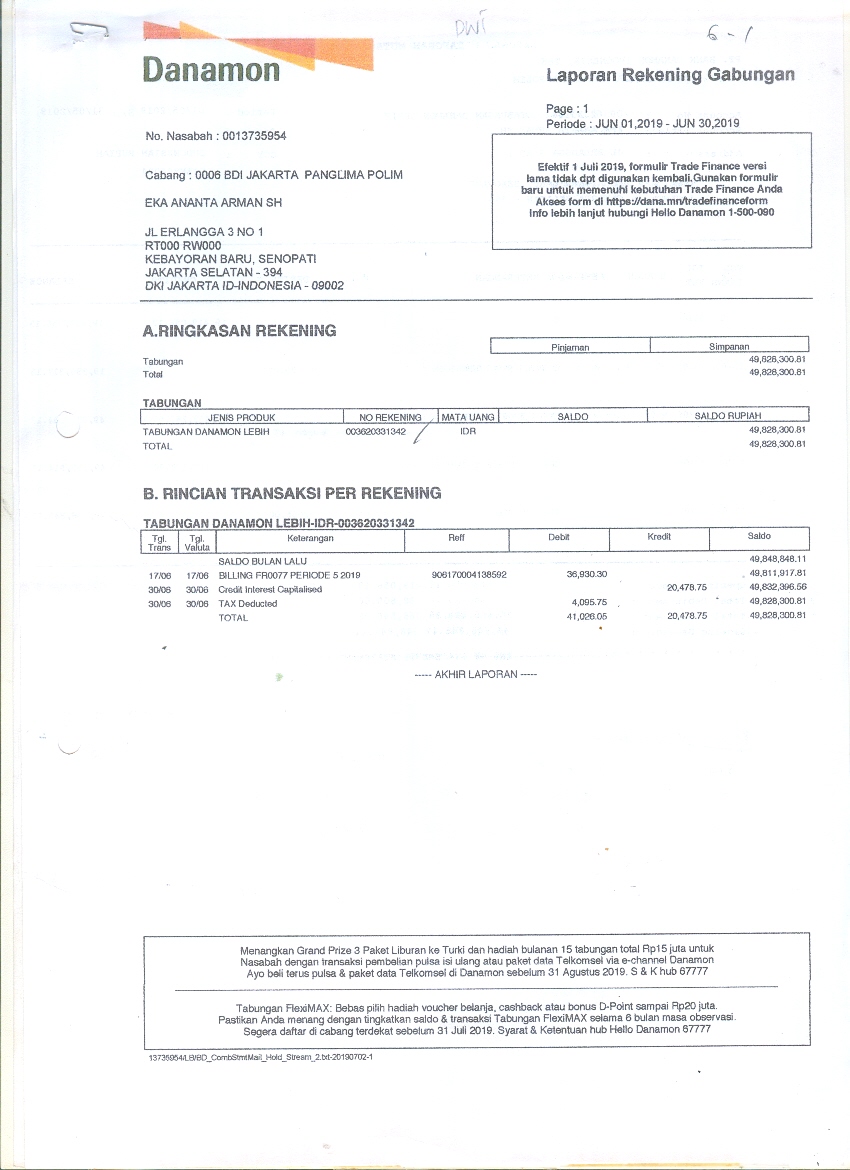 DWI
6-1
Danamon
Laporan Rekening Gabungan
Page : 1
Periode : JUN 01,2019 - JUN 30,2019
No. Nasabah : 0013735954
Efektif 1 Juli 2019, formulir Trade Finance versi
lama tidak dpt digunakan kembali.Gunakan formulir
baru untuk memenuhi kebutuhan Trade Finance Anda
Akses form di https://dana.mn/tradefinanceform
Info lebih lanjut hubungi Hello Danamon 1-500-090
Cabang : 0006 BDI JAKARTA PANGLIMA POLIM
EKA ANANTA ARMAN SH
JL ERLANGGA 3 NO 1
RT000 RW000
KEBAYORAN BARU, SENOPATI
JAKARTA SELATAN - 394
DKI JAKARTA ID-INDONESIA - 09002
A.RINGKASAN REKENING
Pinjaman Simpanan
Tabungan 49,828,300.81
Total 49,828,300.81
TABUNGAN
JENIS PRODUK NO REKENING MATA UANG SALDO SALDO RUPIAH
TABUNGAN DANAMON LEBIH 003620331342 IDR 49,828,300.81
TOTAL 49,828,300.81
B. RINCIAN TRANSAKSI PER REKENING
TABUNGAN DANAMON LEBIH-IDR-003620331342
Tgl. Trans Tgl. Valuta Keterangan Reff Debit Kredit Saldo
SALDO BULAN LALU 49,848,848.11
17/06 17/06 BILLING FR0077 PERIODE 5 2019 906170004138592 36,930.30 49,811,917.81
30/06 30/06 Credit Interest Capitalised 20,478.75 49,832,396.56
30/06 30/06 TAX Deducted 4,095.75 49,828,300.81
TOTAL 41,026.05 20,478.75 49,828,300.81
----- AKHIR LAPORAN -----
Menangkan Grand Prize 3 Paket Liburan ke Turki dan hadiah bulanan 15 tabungan total Rp15 juta untuk
Nasabah dengan transaksi pembelian pulsa isi ulang atau paket data Telkomsel via e-channel Danamon
Ayo beli terus pulsa & paket data Telkomsel di Danamon sebelum 31 Agustus 2019. S & K hub 67777
Tabungan FlexiMAX: Bebas pilih hadiah voucher belanja, cashback atau bonus D-Point sampai Rp20 juta.
Pastikan Anda menang dengan tingkatkan saldo & transaksi Tabungan FlexiMAX selama 6 bulan masa observasi.
Segera daftar di cabang terdekat sebelum 31 Juli 2019. Syarat & Ketentuan hub Hello Danamon 67777
13735954/LB/BD_CombStmtMail_Hold_Stream_2.txt-20190702-1